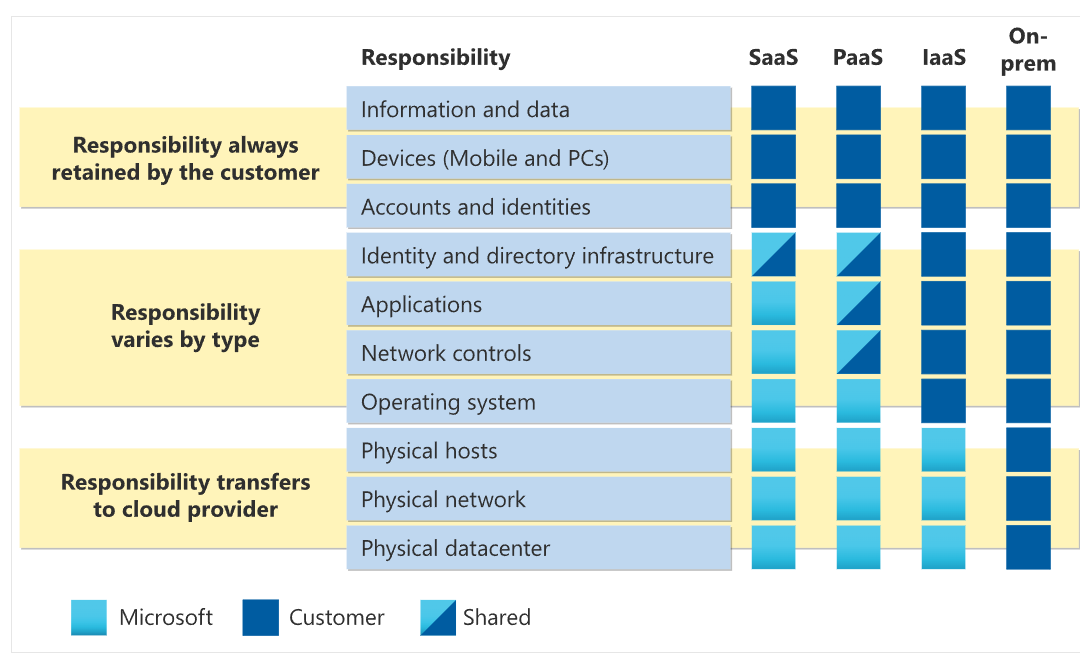 Responsibility
SaaS
PaaS
IaaS
On-
prem
Responsibility always
retained by the customer
Information and data
Devices (Mobile and PCs)
Accounts and identities
Responsibility
varies by type
Identity and directory infrastructure
Applications
Network controls
Operating system
Responsibility transfers
to cloud provider
Physical hosts
Physical network
Physical datacenter
Microsoft
Customer
Shared